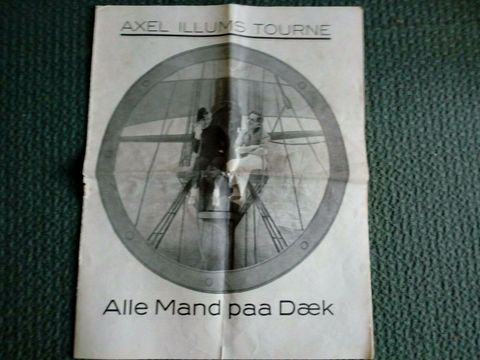 AXEL ILLUMS TOURNE
Alle Mand paa Dæk